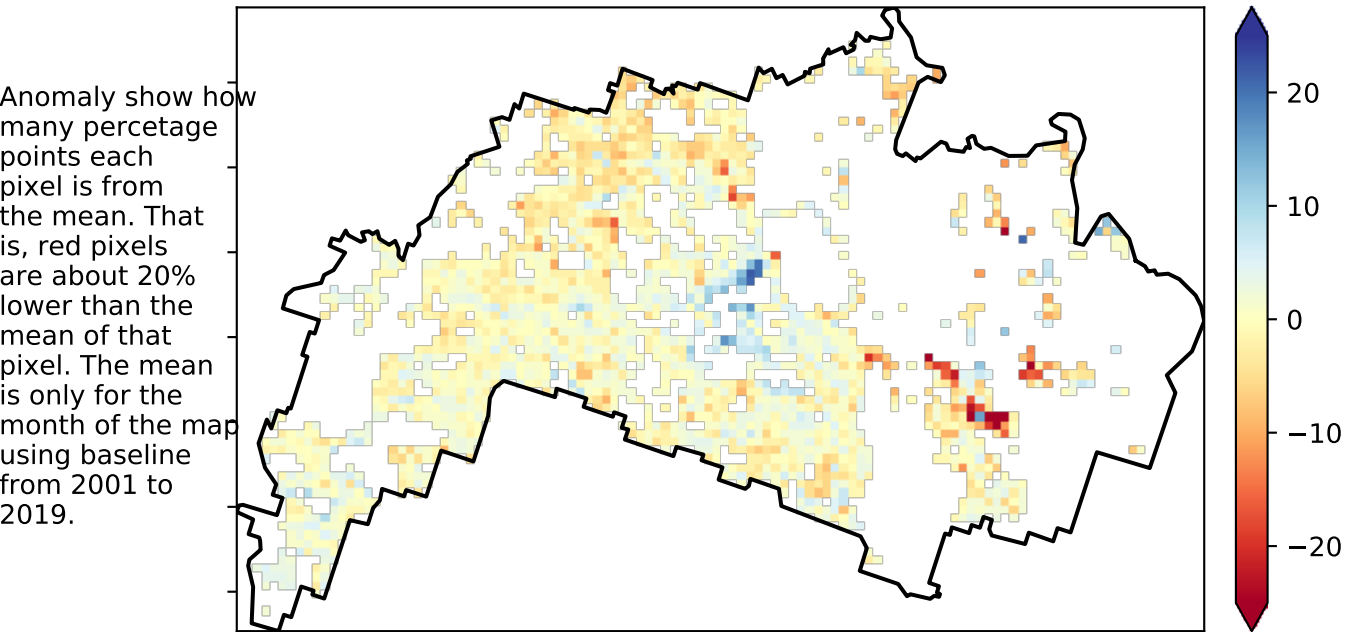 Anomaly show how
many percetage
points each
pixel is from
the mean. That
is, red pixels
are about 20%
lower than the
mean of that
pixel. The mean
is only for the
month of the map
using baseline
from 2001 to
2019.
20
10
0
−10
−20